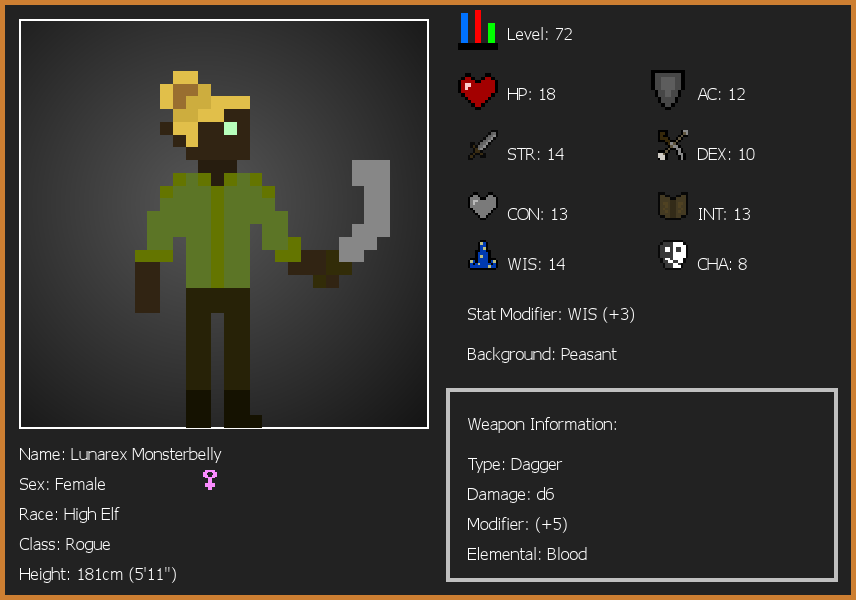 Level: 72
HP: 18
AC: 12
STR: 14
DEX: 10
CON: 13
INT: 13
WIS: 14
CHA: 8
Stat Modifier: WIS (+3)
Background: Peasant
Weapon Information:
Type: Dagger
Damage: d6
Modifier: (+5)
Elemental: Blood
Name: Lunarex Monsterbelly
Sex: Female
Race: High Elf
Class: Rogue
Height: 181cm (5'11")